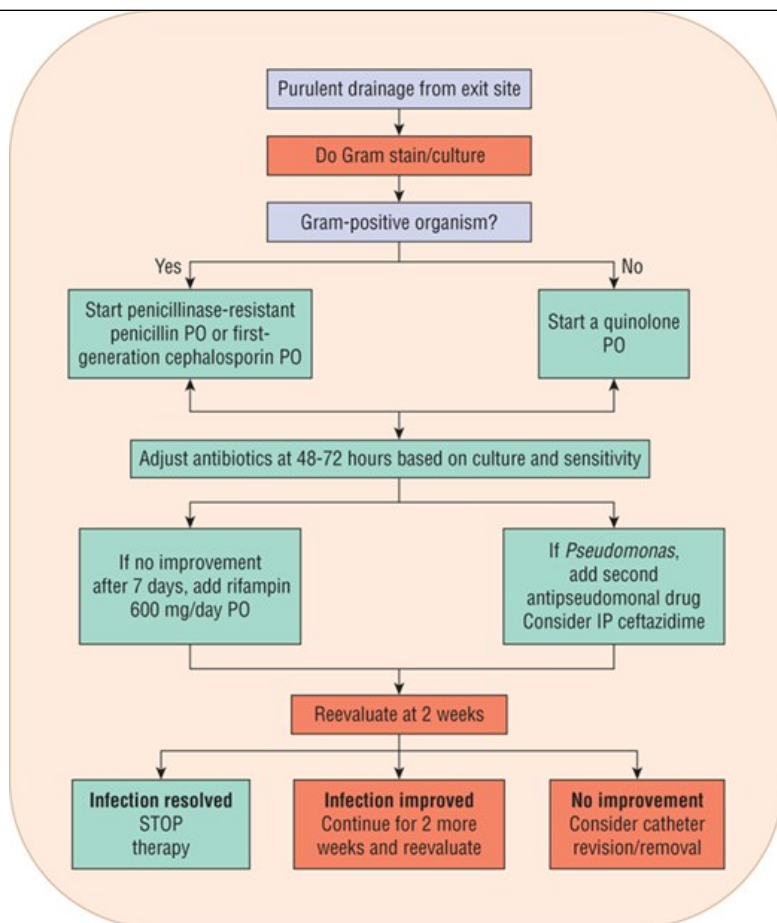 Purulent drainage from exit site
Do Gram stain/culture
Gram-positive organism?
Yes
No
Start penicillinase-resistant
penicillin PO or first-
generation cephalosporin PO
Start a quinolone
PO
Adjust antibiotics at 48-72 hours based on culture and sensitivity
If no improvement
after 7 days, add rifampin
600 mg/day PO
If Pseudomonas,
add second
antipseudomonal drug
Consider IP ceftazidime
Reevaluate at 2 weeks
Infection resolved
STOP
therapy
Infection improved
Continue for 2 more
weeks and reevaluate
No improvement
Consider catheter
revision/removal